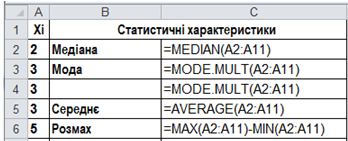 A B C
1 Xi Статистичні характеристики
2 2 Медіана =MEDIAN(A2:A11)
3 3 Мода =MODE.MULT(A2:A11)
4 3 =MODE.MULT(A2:A11)
5 3 Середнє =AVERAGE(A2:A11)
6 5 Розмах =MAX(A2:A11)-MIN(A2:A11)